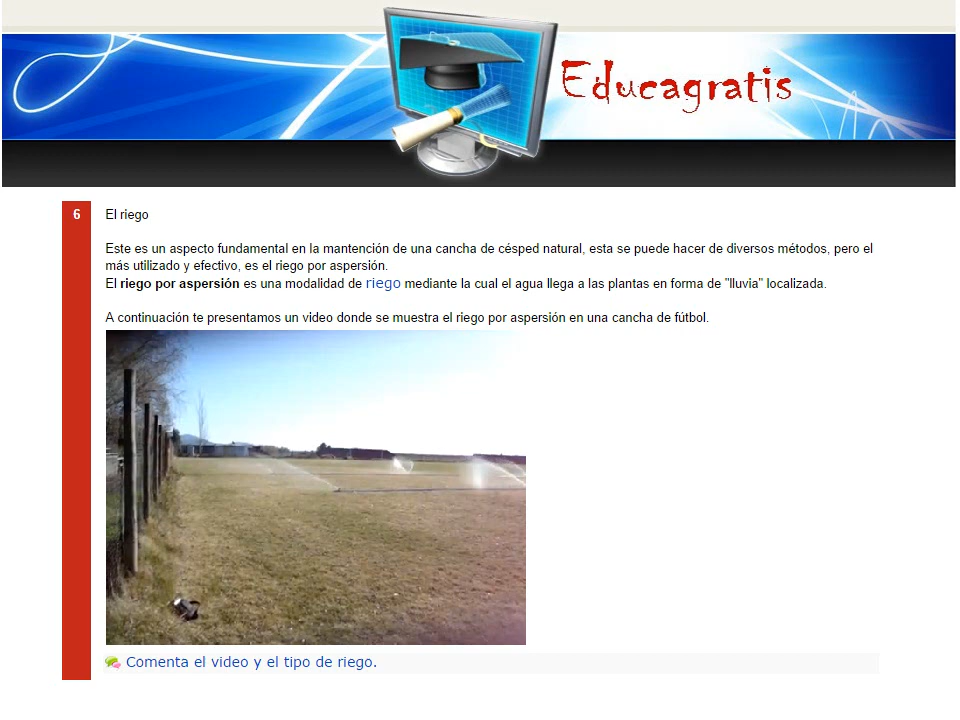 Educagratis
6
El riego
Este es un aspecto fundamental en la mantención de una cancha de césped natural, esta se puede hacer de diversos métodos, pero el
más utilizado y efectivo, es el riego por aspersión.
El riego por aspersión es una modalidad de riego mediante la cual el agua llega a las plantas en forma de "lluvia" localizada.
A continuación te presentamos un video donde se muestra el riego por aspersión en una cancha de fútbol.
Comenta el video y el tipo de riego.